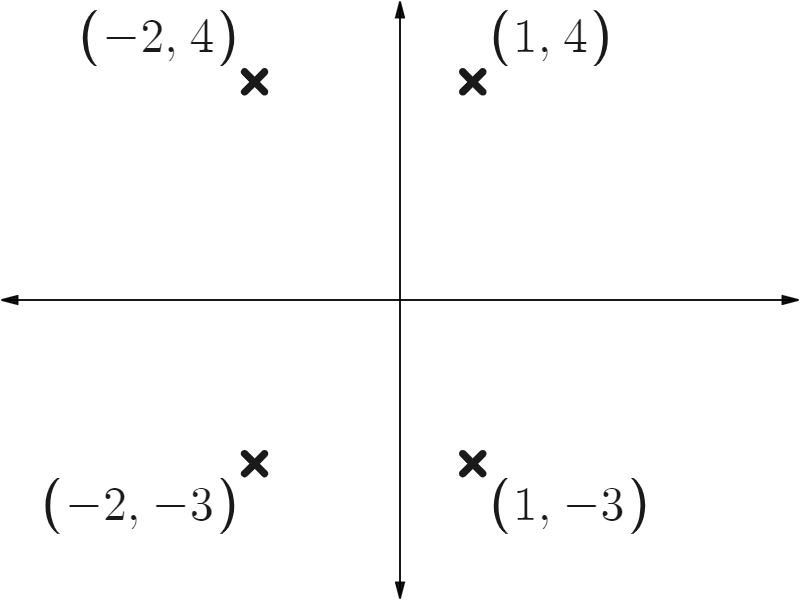 (−2, 4)
(1, 4)
(−2, −3)
(1, −3)